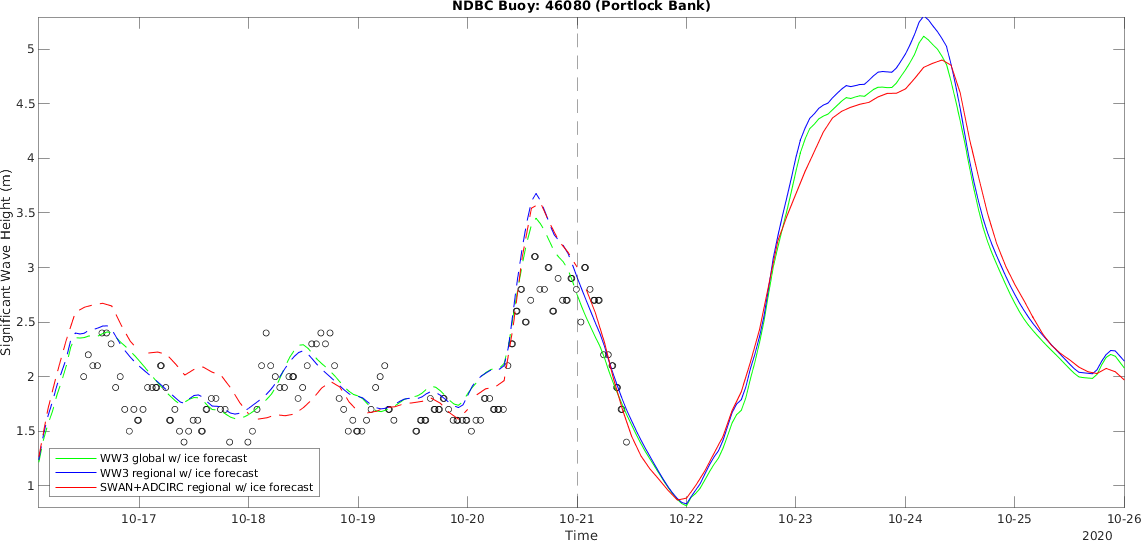 NDBC Buoy: 46080 (Portlock Bank)
5
4.5
4
3.5
3
2.5
2
1.5
1
Significant Wave Height (m)
WW3 global w/ ice forecast
WW3 regional w/ ice forecast
SWAN+ADCIRC regional w/ ice forecast
10-17 10-18 10-19 10-20 10-21 10-22 10-23 10-24 10-25 10-26
Time
2020